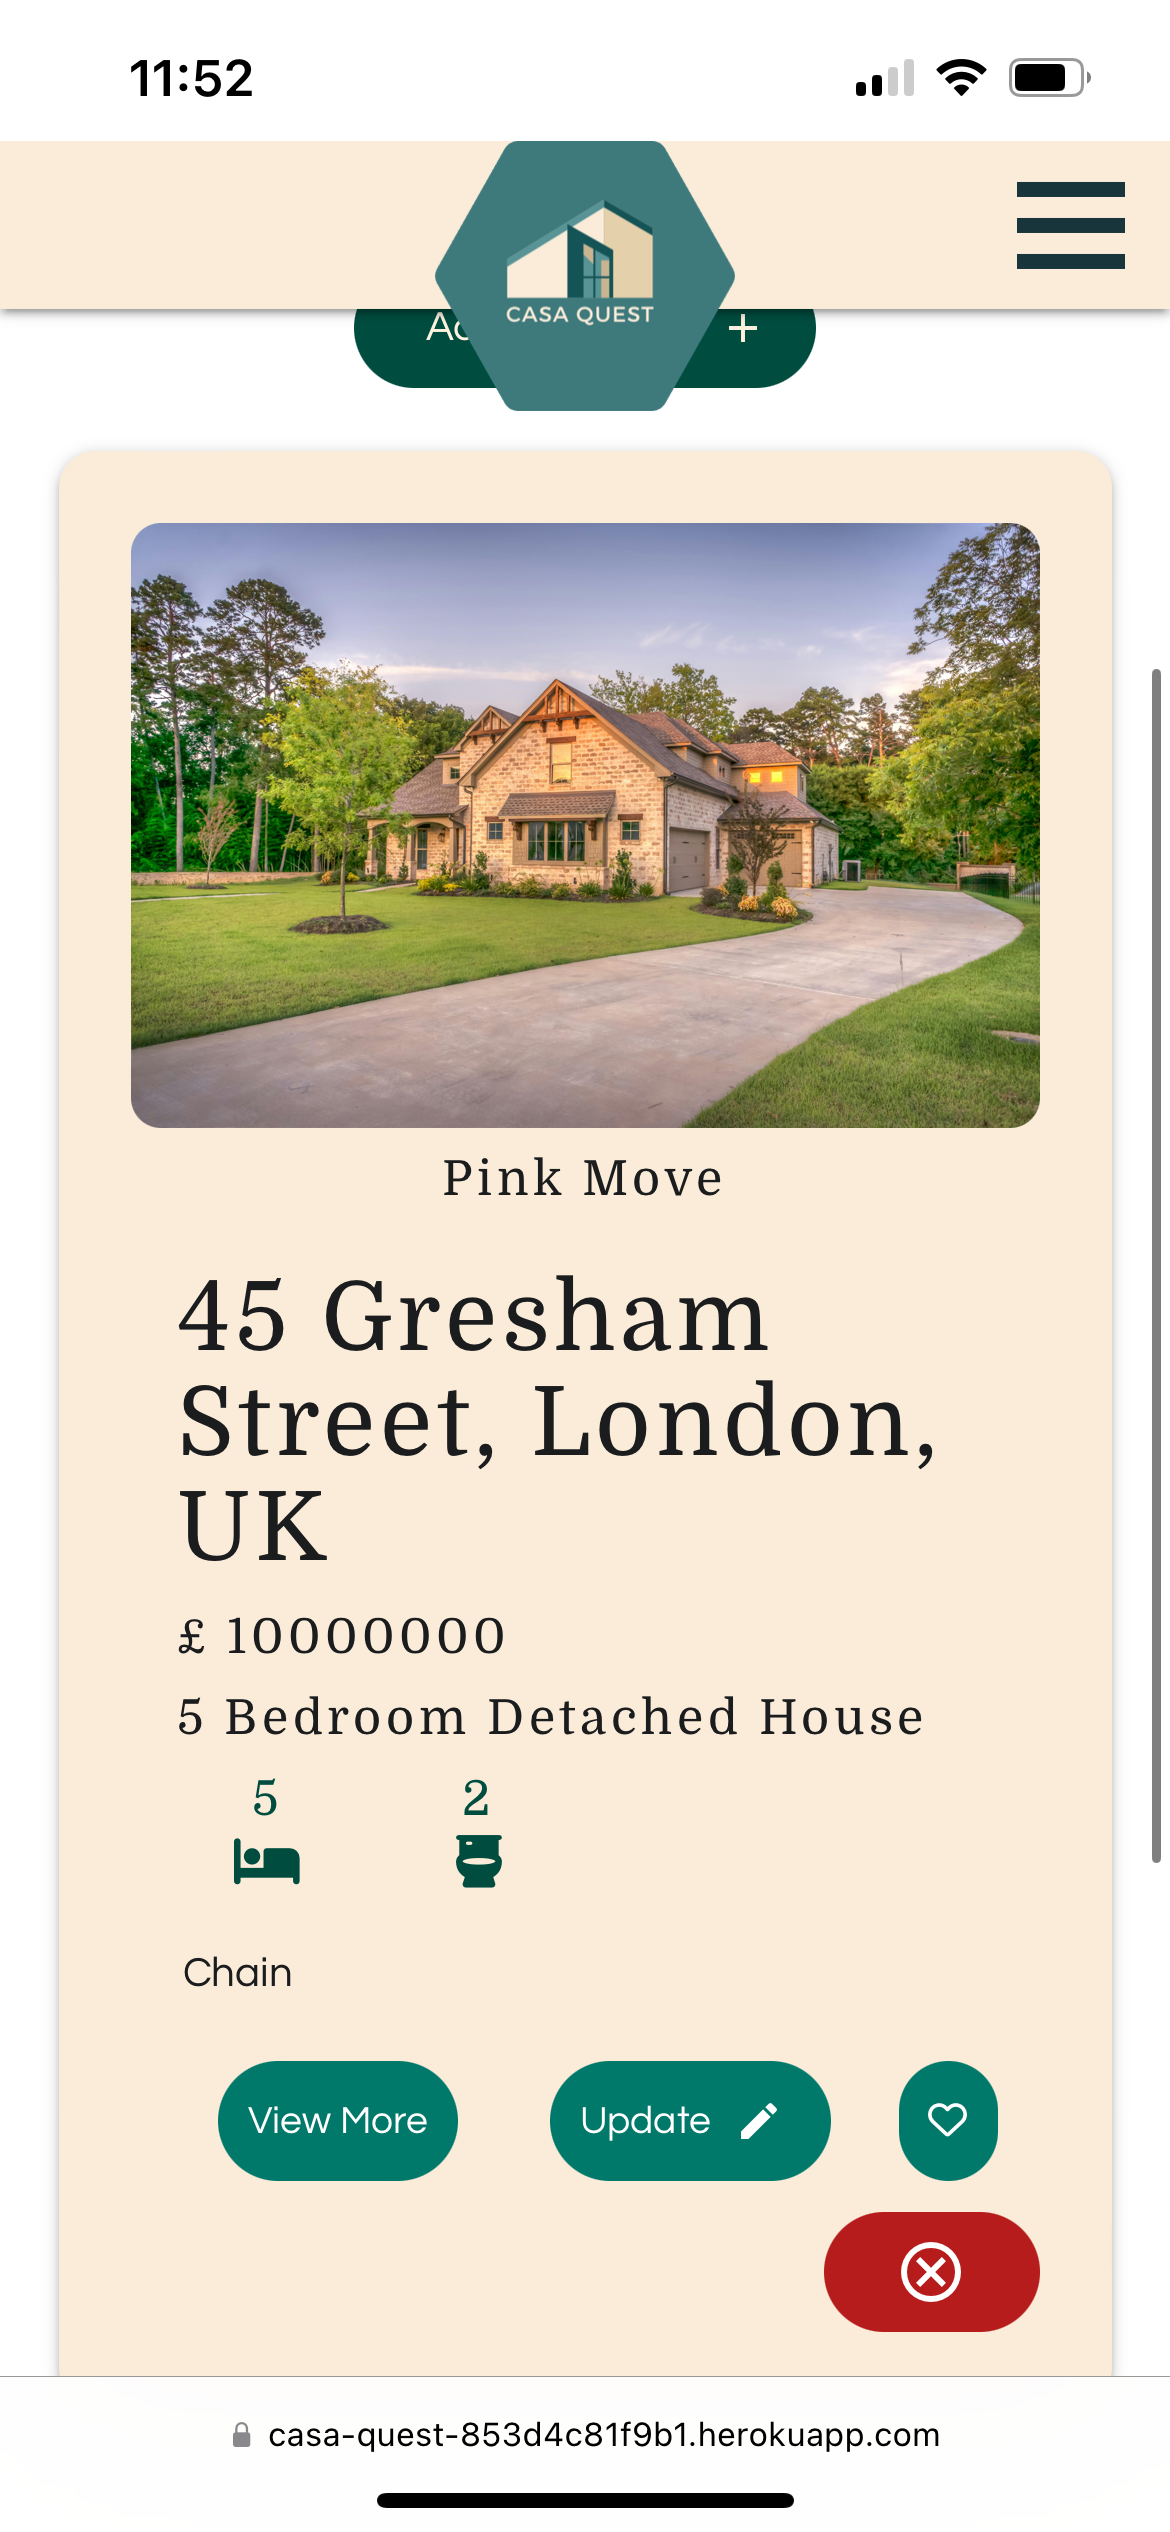 11:52
CASA QUEST
Pink Move
45 Gresham
Street, London,
UK
£ 10000000
5 Bedroom Detached House
5 2
Chain
View More Update
casa-quest-853d4c81f9b1.herokuapp.com